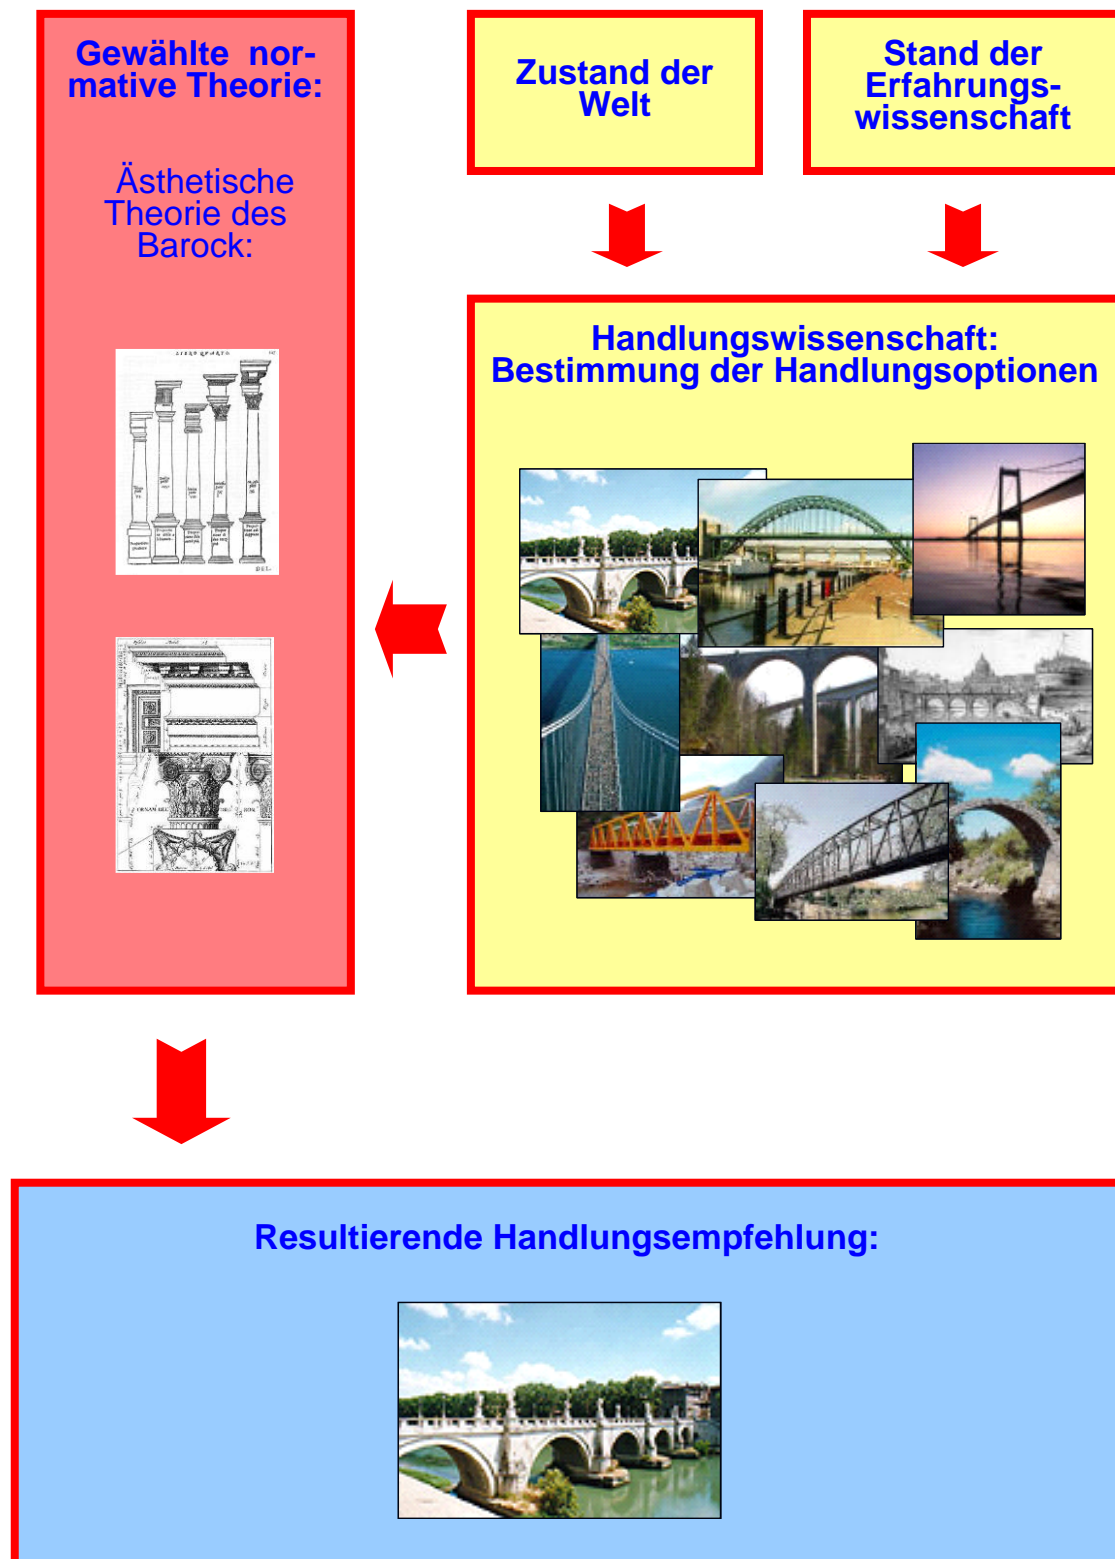 Gewählte nor-
mative Theorie:
Ästhetische
Theorie des
Barock:
Zustand der
Welt
Stand der
Erfahrungs-
wissenschaft
Handlungswissenschaft:
Bestimmung der Handlungsoptionen
Resultierende Handlungsempfehlung: